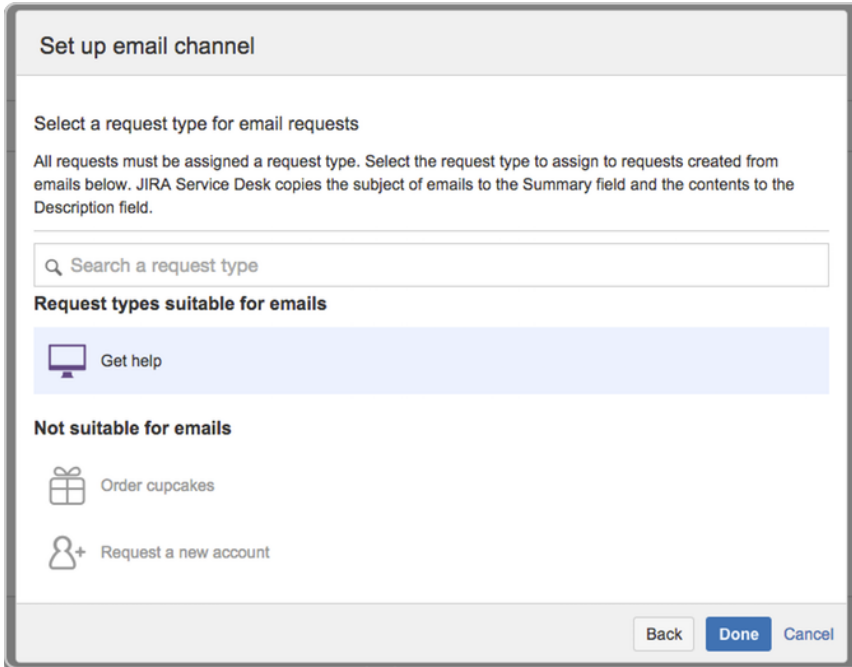 Set up email channel
Select a request type for email requests
All requests must be assigned a request type. Select the request type to assign to requests created from
emails below. JIRA Service Desk copies the subject of emails to the Summary field and the contents to the
Description field.
Search a request type
Request types suitable for emails
Get help
Not suitable for emails
Order cupcakes
Request a new account
Back Done Cancel